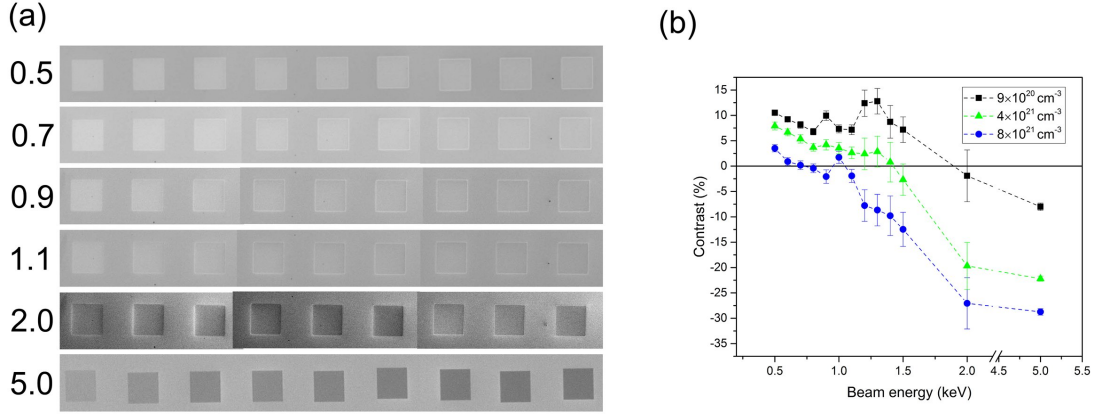 (a)
0.5
0.7
0.9
1.1
2.0
5.0
(b)
9×10²⁰ cm⁻³
4×10²¹ cm⁻³
8×10²¹ cm⁻³
15
10
5
0
-5
-10
-15
-20
-25
-30
-35
Contrast (%)
0.5 1.0 1.5 2.0 4.5 5.0 5.5
Beam energy (keV)